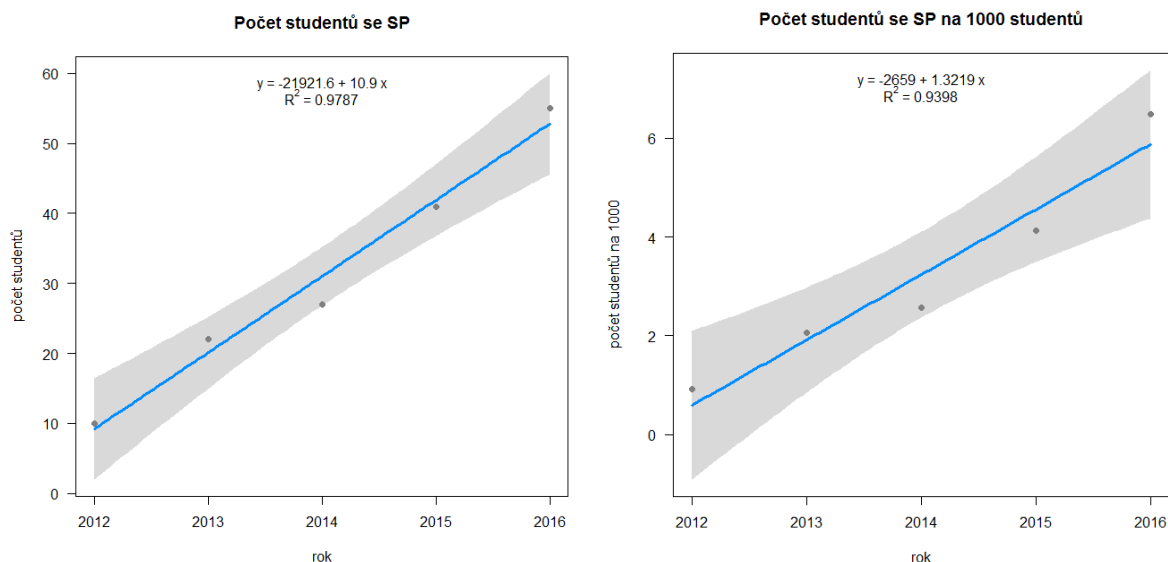 Počet studentů se SP
y = -21921.6 + 10.9 x
R² = 0.9787
60
50
40
30
20
10
0
počet studentů
2012 2013 2014 2015 2016
rok
Počet studentů se SP na 1000 studentů
y = -2659 + 1.3219 x
R² = 0.9398
6
4
2
0
počet studentů na 1000
2012 2013 2014 2015 2016
rok